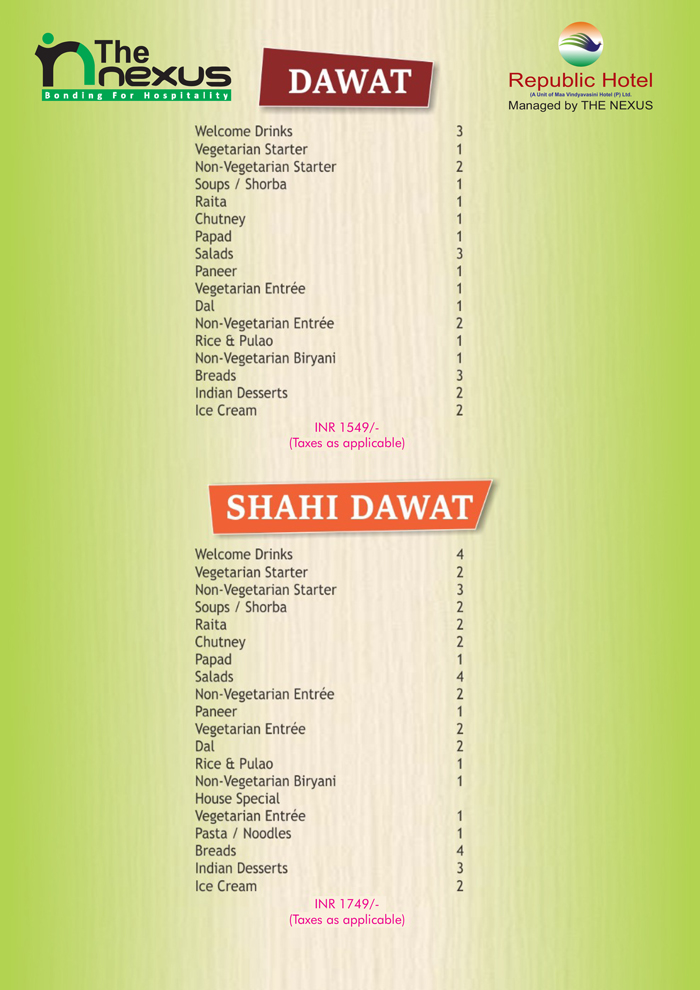 The
nexus
Bonding For Hospitality
DAWAT
Republic Hotel
(A Unit of Maa Vindyavasini Hotel (P) Ltd.
Managed by THE NEXUS
Welcome Drinks 3
Vegetarian Starter 1
Non-Vegetarian Starter 2
Soups / Shorba 1
Raita 1
Chutney 1
Papad 1
Salads 3
Paneer 1
Vegetarian Entrée 1
Dal 1
Non-Vegetarian Entrée 2
Rice & Pulao 1
Non-Vegetarian Biryani 1
Breads 3
Indian Desserts 2
Ice Cream 2
INR 1549/-
(Taxes as applicable)
SHAHI DAWAT
Welcome Drinks 4
Vegetarian Starter 2
Non-Vegetarian Starter 3
Soups / Shorba 2
Raita 2
Chutney 2
Papad 1
Salads 4
Non-Vegetarian Entrée 2
Paneer 1
Vegetarian Entrée 2
Dal 2
Rice & Pulao 1
Non-Vegetarian Biryani 1
House Special
Vegetarian Entrée 1
Pasta / Noodles 1
Breads 4
Indian Desserts 3
Ice Cream 2
INR 1749/-
(Taxes as applicable)